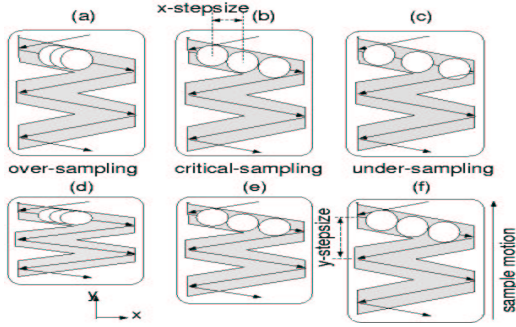 x-stepsize
(a) (b) (c)
over-sampling critical-sampling under-sampling
(d) (e) (f)
y-stepsize
sample motion
y
x